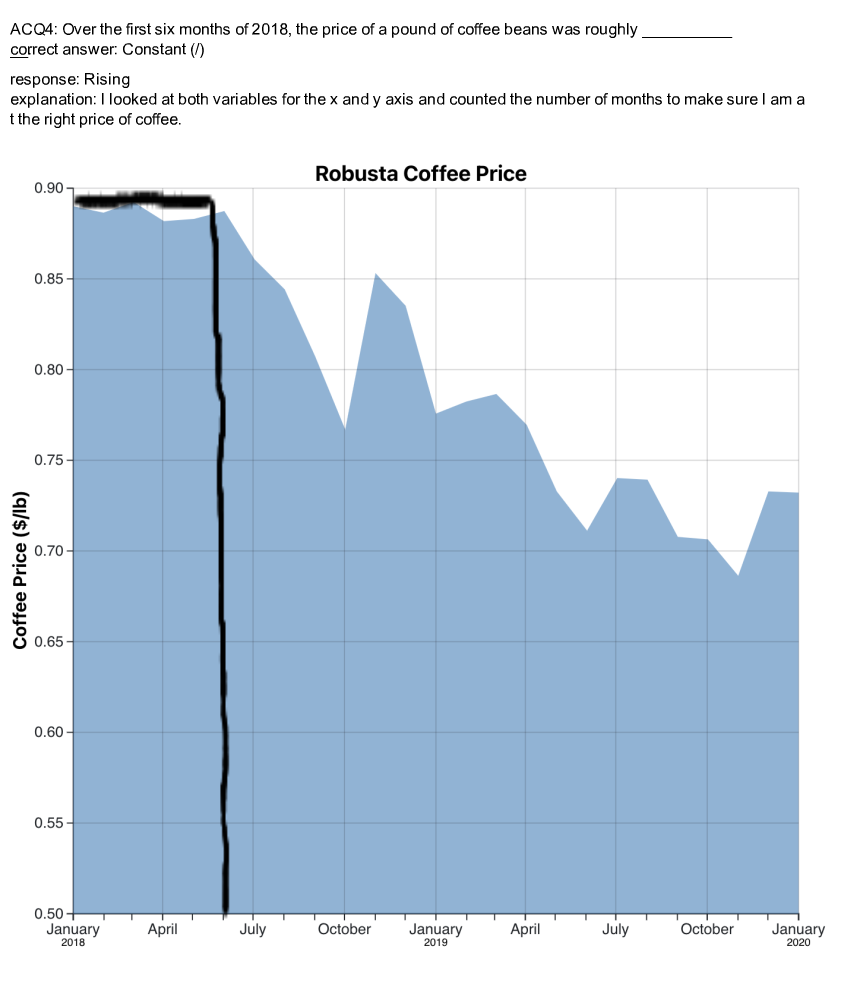 ACQ4: Over the first six months of 2018, the price of a pound of coffee beans was roughly ___________
correct answer: Constant (/)
response: Rising
explanation: I looked at both variables for the x and y axis and counted the number of months to make sure I am a
t the right price of coffee.
Robusta Coffee Price
Coffee Price ($/lb)
0.90
0.85
0.80
0.75
0.70
0.65
0.60
0.55
0.50
January April July October January April July October January
2018 2019 2020